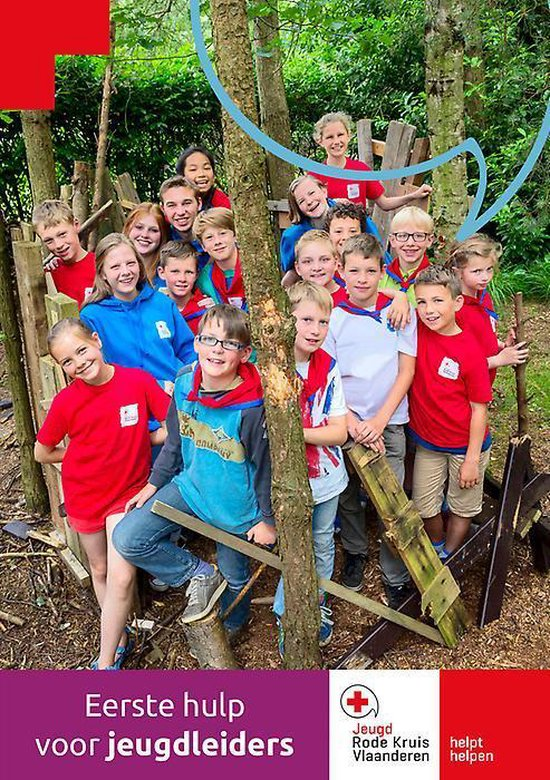 Eerste hulp
voor jeugdleiders
Jeugd
Rode Kruis
Vlaanderen
helpt
helpen